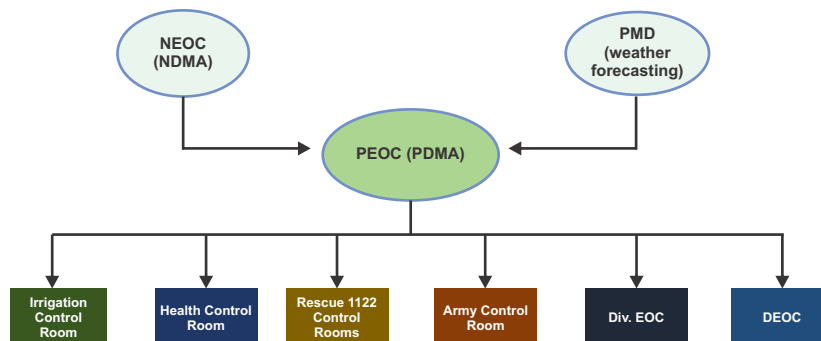 NEOC
(NDMA)
PMD
(weather
forecasting)
PEOC (PDMA)
Irrigation
Control
Room
Health Control
Room
Rescue 1122
Control
Rooms
Army Control
Room
Div. EOC
DEOC